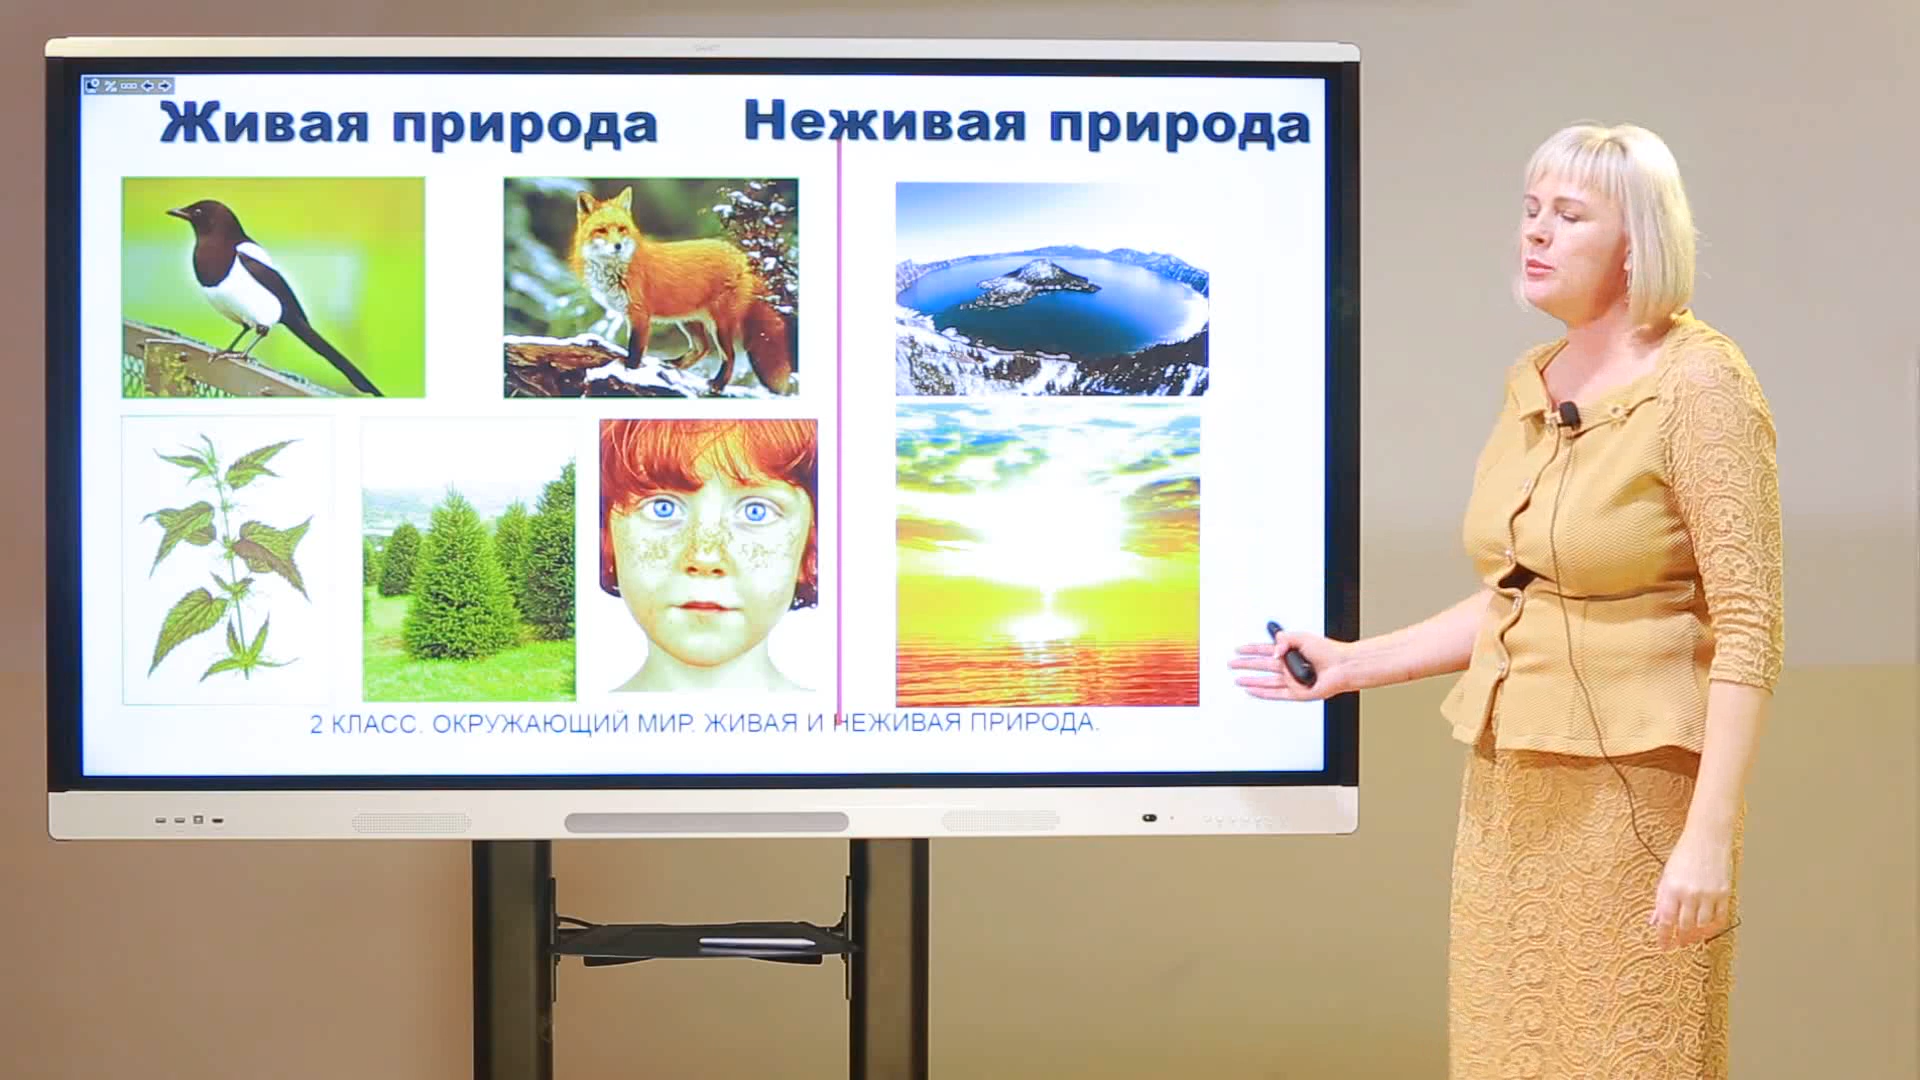 Живая природа
Неживая природа
2 КЛАСС. ОКРУЖАЮЩИЙ МИР. ЖИВАЯ И НЕЖИВАЯ ПРИРОДА.